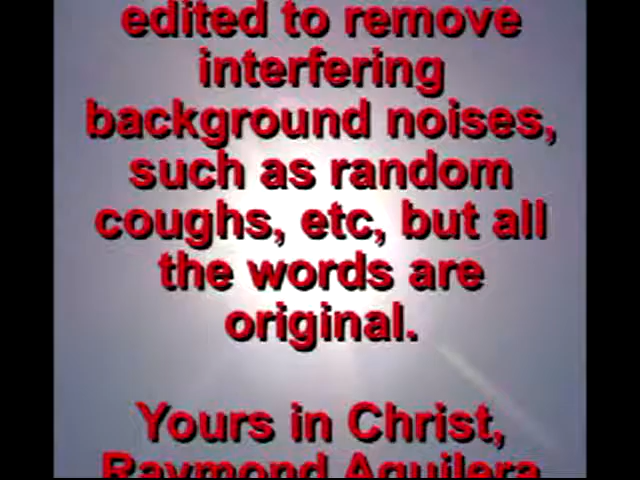 edited to remove
interfering
background noises,
such as random
coughs, etc, but all
the words are
original.
Yours in Christ,
Raymond Aguilera